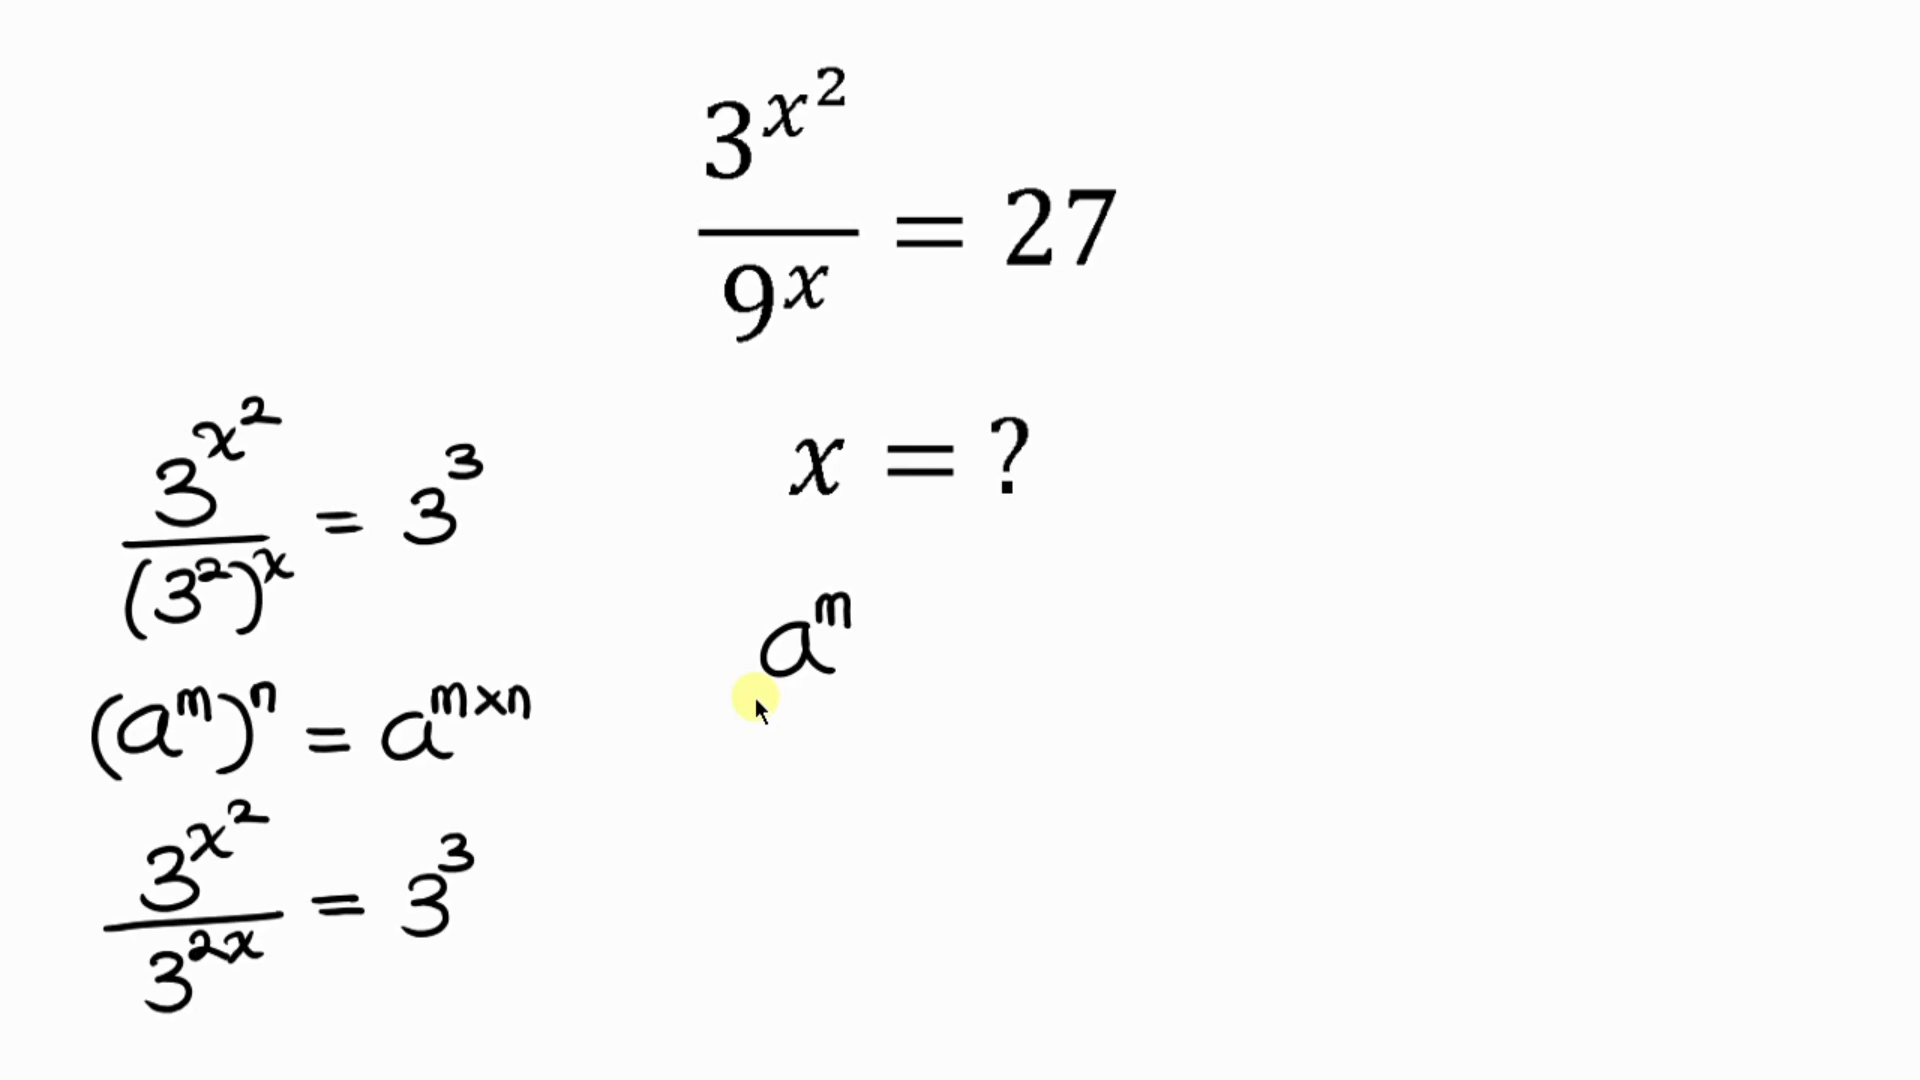 3^{x^2}/9^x = 27
x = ?
3^{x^2}/(3^2)^x = 3^3
(a^m)^n = a^{m×n}
3^{x^2}/3^{2x} = 3^3
a^m